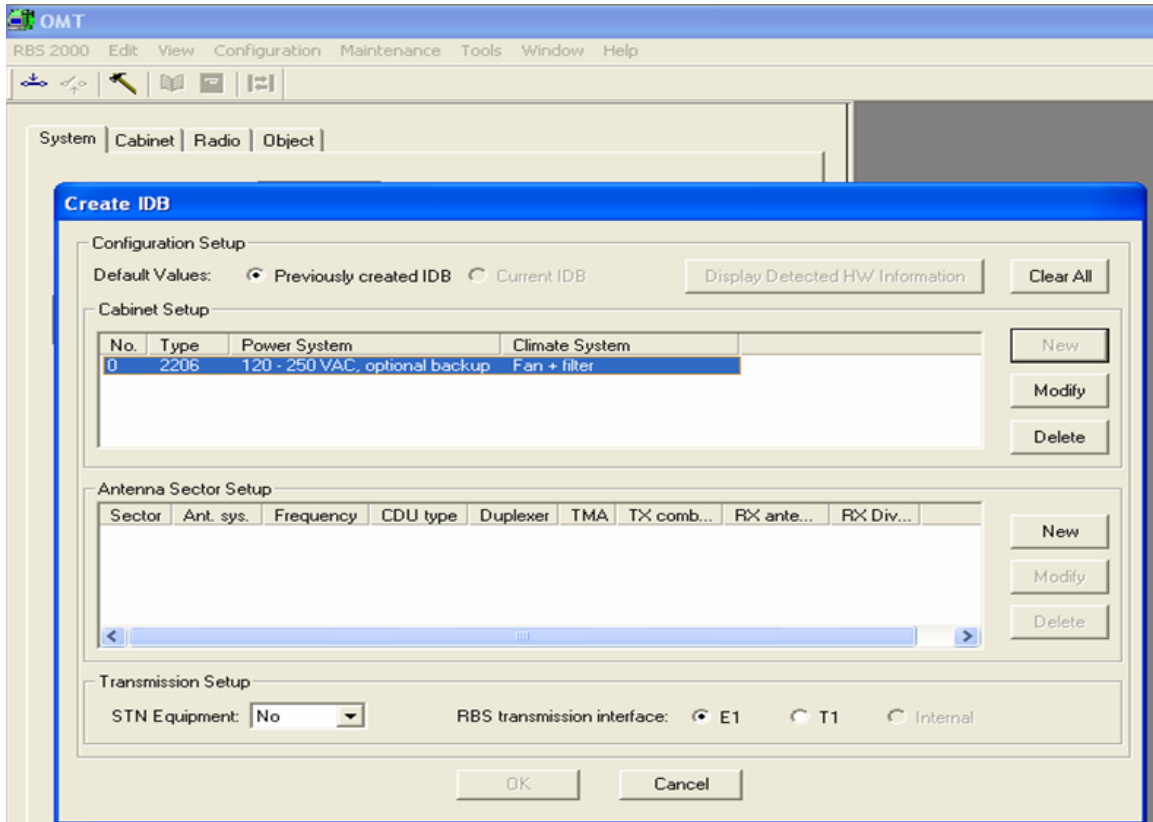 OMT
RBS 2000 Edit View Configuration Maintenance Tools Window Help
System Cabinet Radio Object
Create IDB
Configuration Setup
Default Values: Previously created IDB Current IDB Display Detected HW Information Clear All
Cabinet Setup
No. Type Power System Climate System
0 2206 120 - 250 VAC, optional backup Fan + filter
New
Modify
Delete
Antenna Sector Setup
Sector Ant. sys. Frequency CDU type Duplexer TMA TX comb... RX ante... RX Div...
New
Modify
Delete
Transmission Setup
STN Equipment: No RBS transmission interface: E1 T1 Internal
OK Cancel